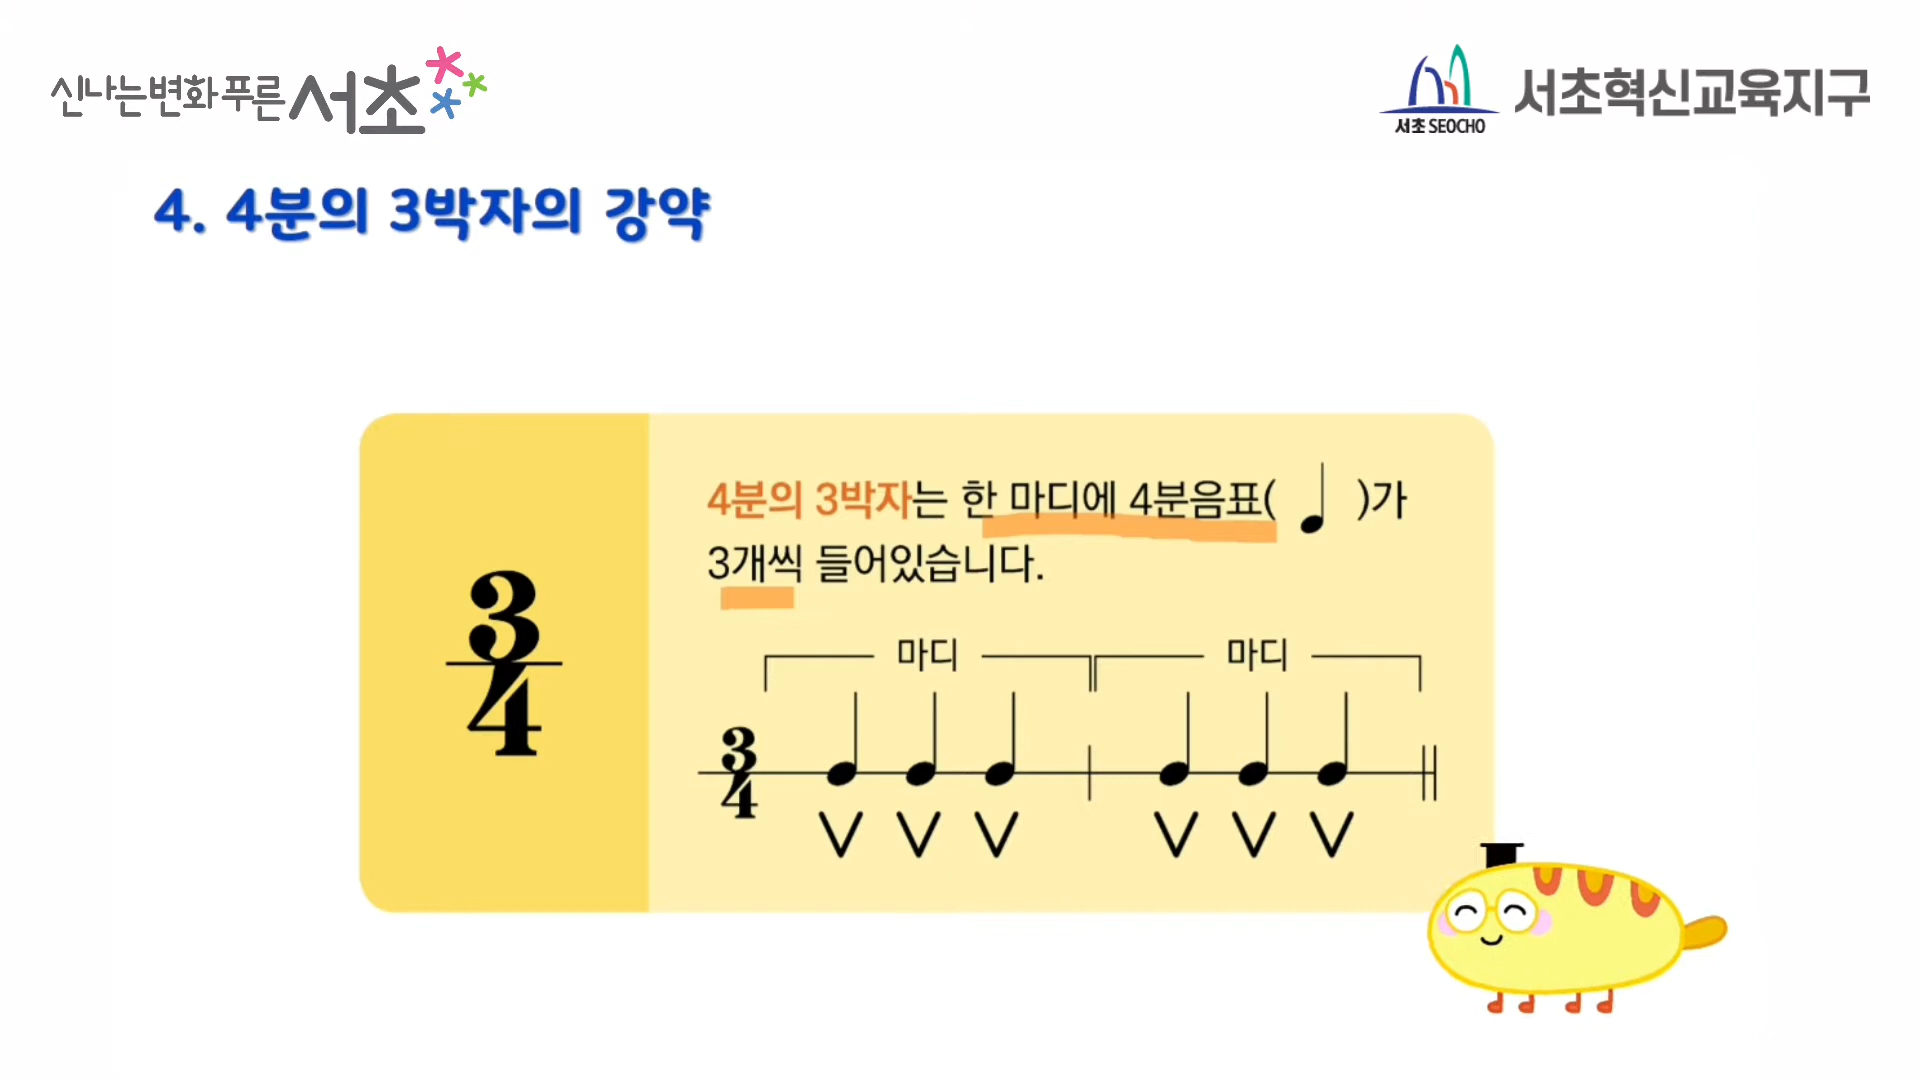 신나는변화 푸른 서초
서초 SEOCHO
서초혁신교육지구
4. 4분의 3박자의 강약
4분의 3박자는 한 마디에 4분음표( )가
3개씩 들어있습니다.
3
4
마디 마디
3
4